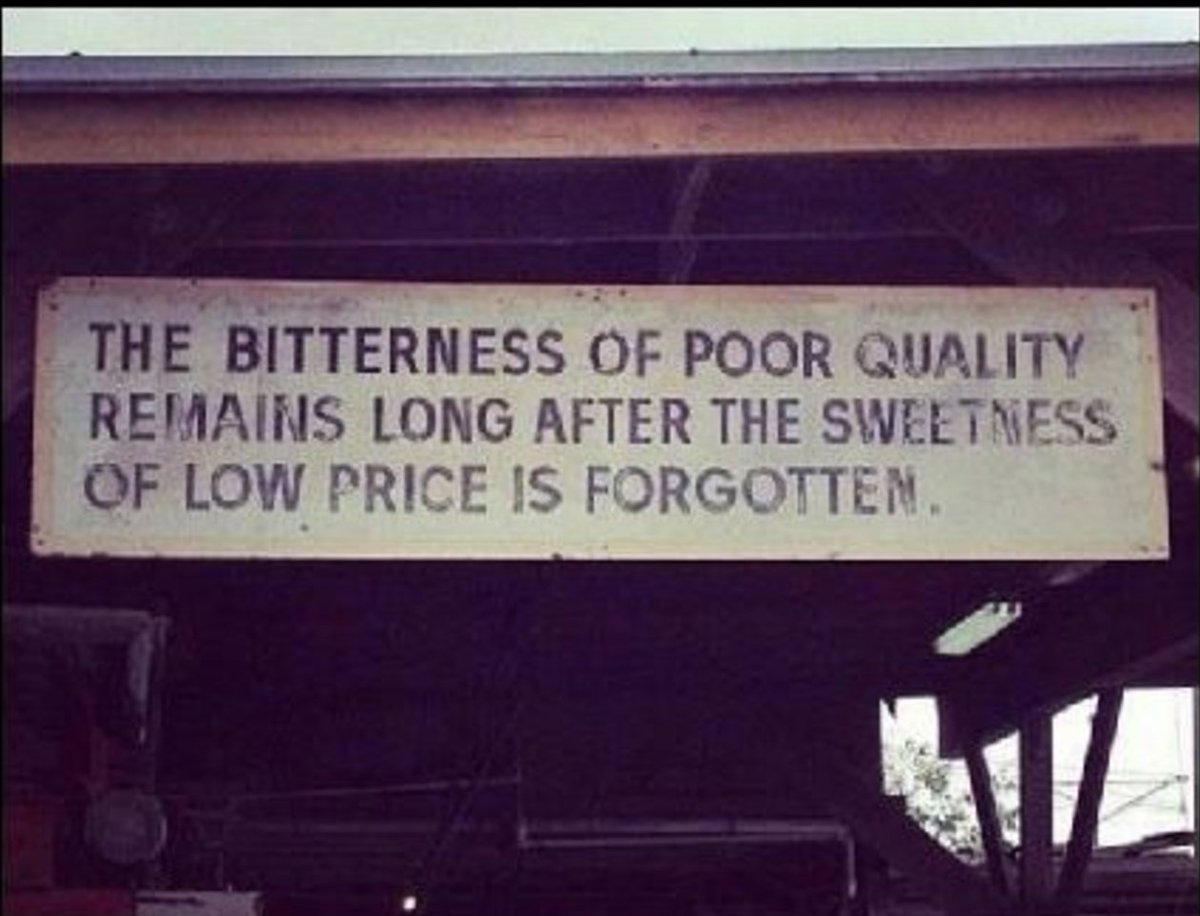 THE BITTERNESS OF POOR QUALITY
REMAINS LONG AFTER THE SWEETNESS
OF LOW PRICE IS FORGOTTEN.